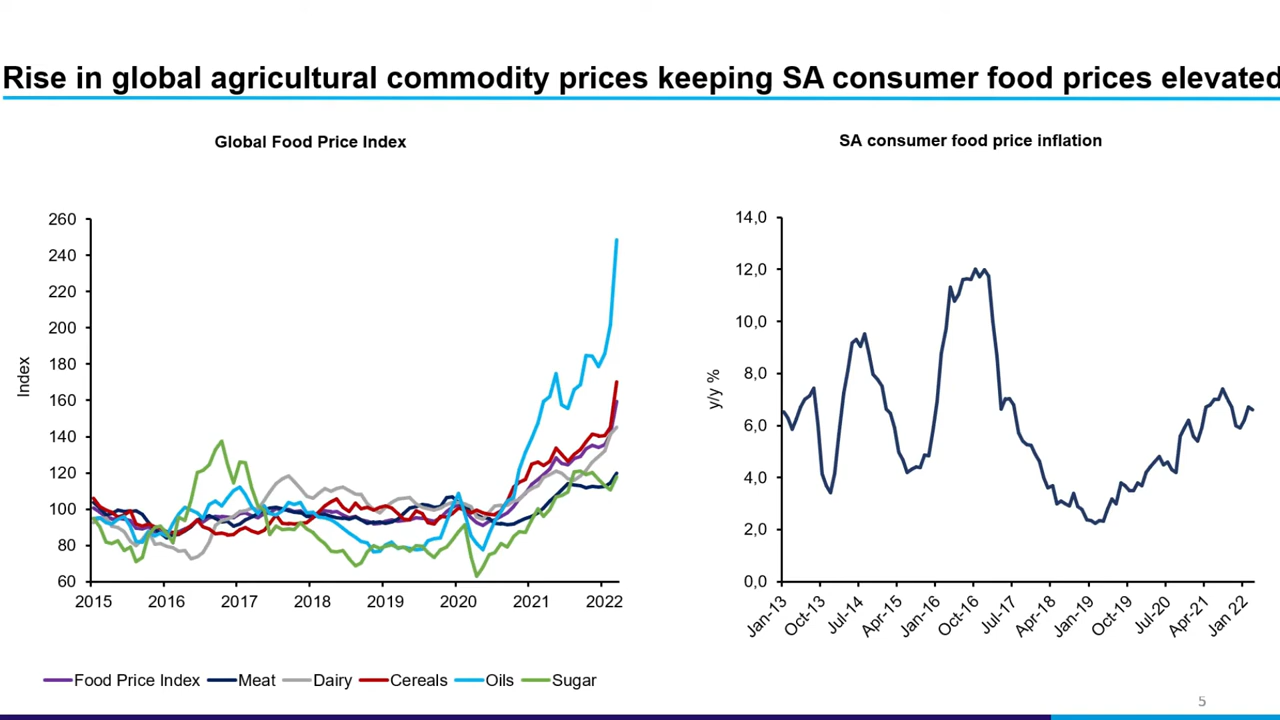 Rise in global agricultural commodity prices keeping SA consumer food prices elevated
Global Food Price Index
Index
260
240
220
200
180
160
140
120
100
80
60
2015 2016 2017 2018 2019 2020 2021 2022
Food Price Index Meat Dairy Cereals Oils Sugar
SA consumer food price inflation
y/y %
14,0
12,0
10,0
8,0
6,0
4,0
2,0
0,0
Jan-13 Oct-13 Jul-14 Apr-15 Jan-16 Oct-16 Jul-17 Apr-18 Jan-19 Oct-19 Jul-20 Apr-21 Jan 22
5